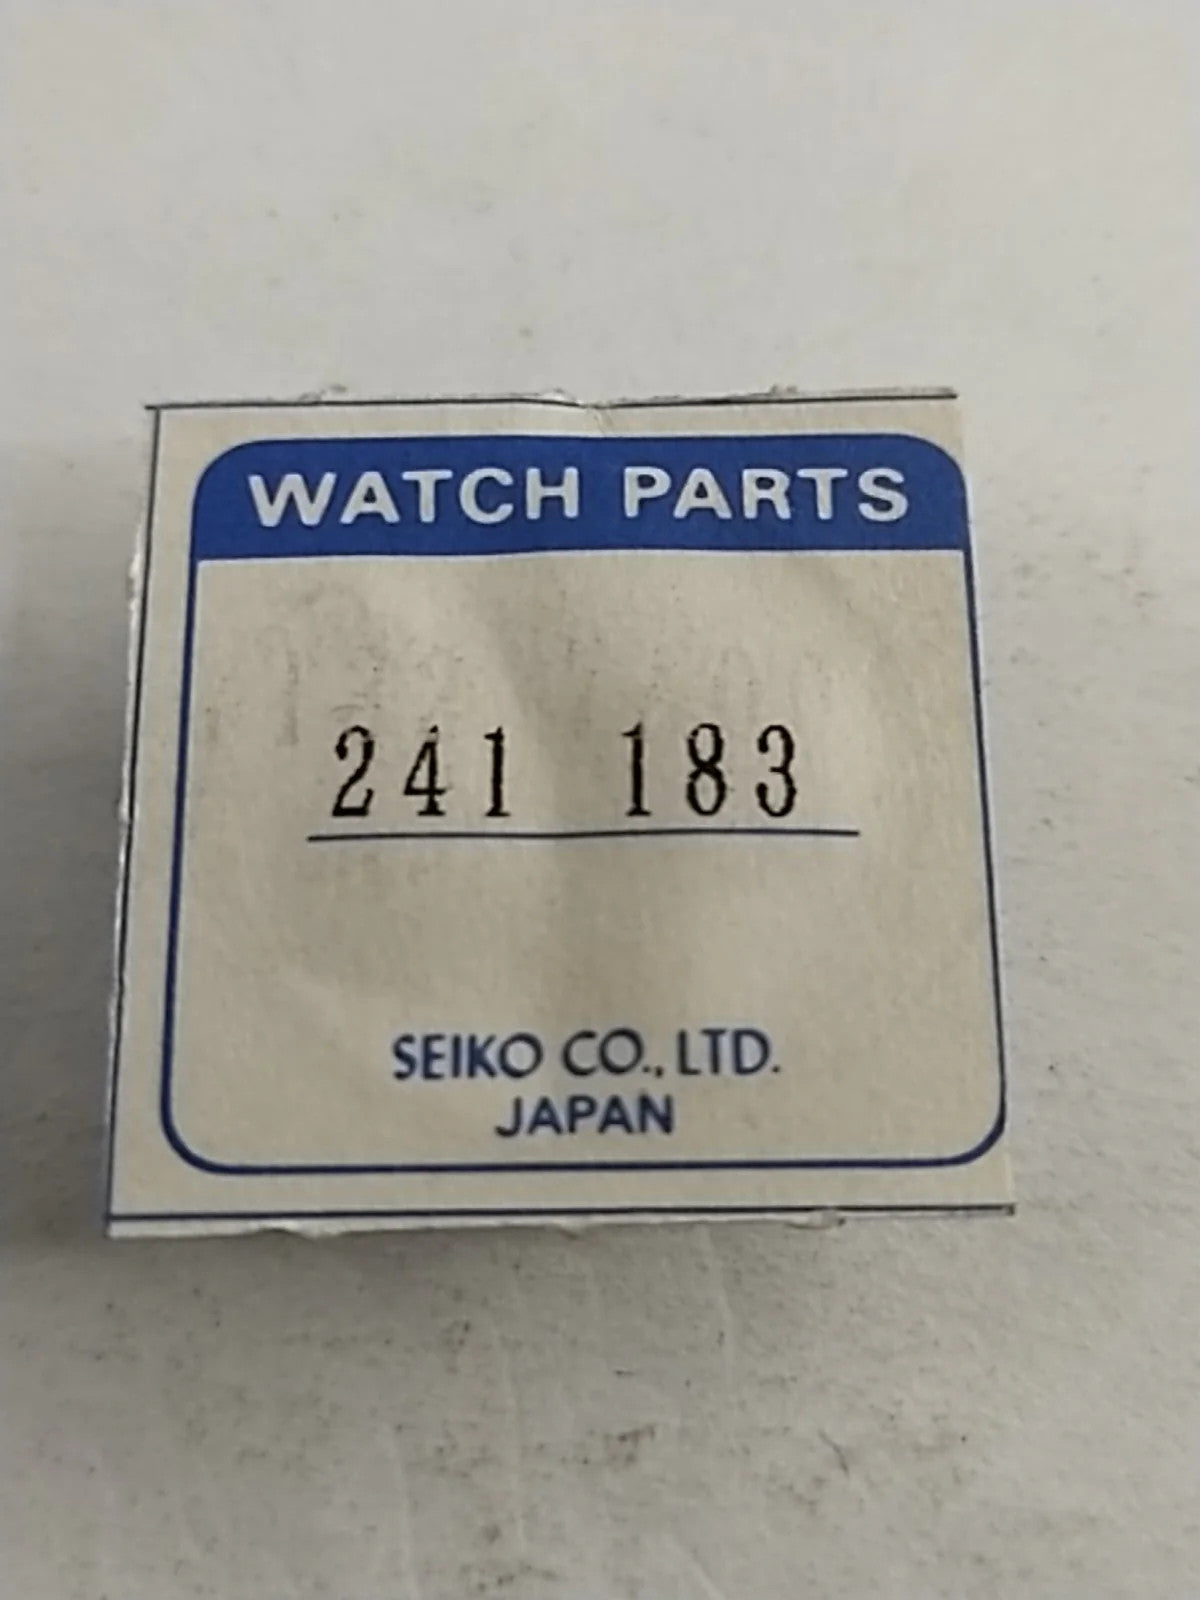 WATCH PARTS
241 183
SEIKO CO., LTD.
JAPAN